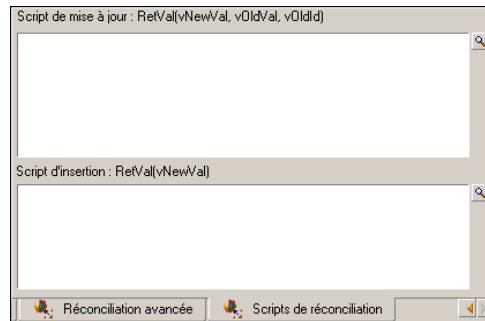 Script de mise à jour : RetVal(vNewVal, vOldVal, vOldId)
Script d'insertion : RetVal(vNewVal)
Réconciliation avancée Scripts de réconciliation